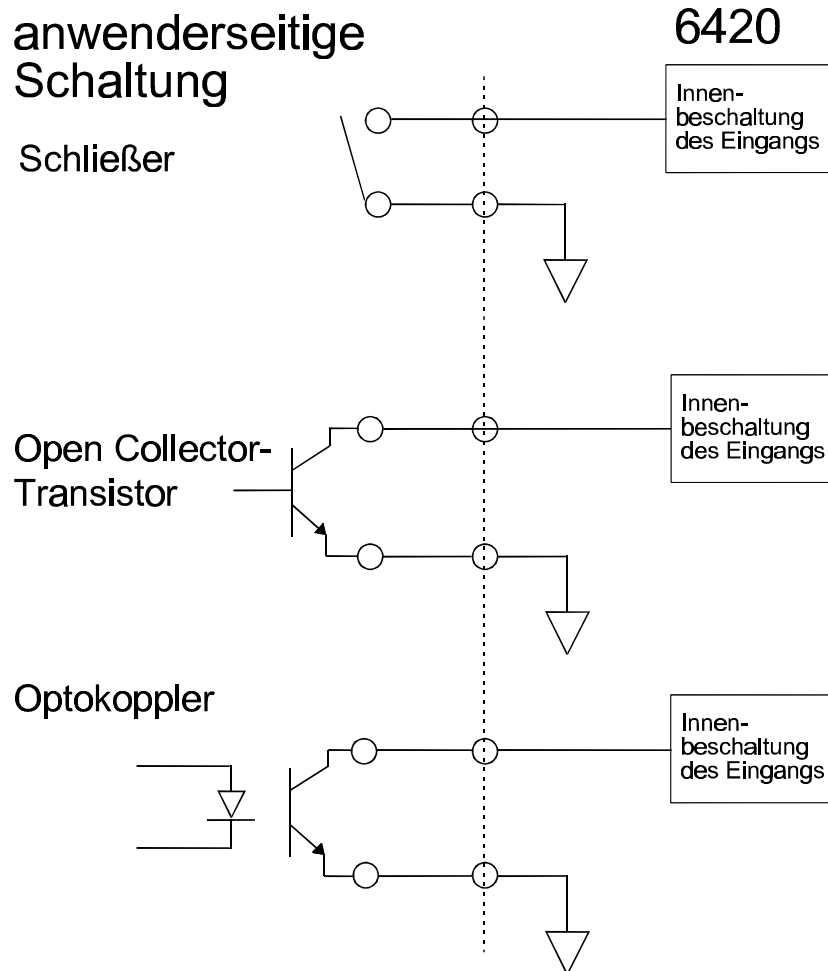 anwenderseitige
Schaltung
6420
Schließer
Innen-
beschaltung
des Eingangs
Open Collector-
Transistor
Innen-
beschaltung
des Eingangs
Optokoppler
Innen-
beschaltung
des Eingangs